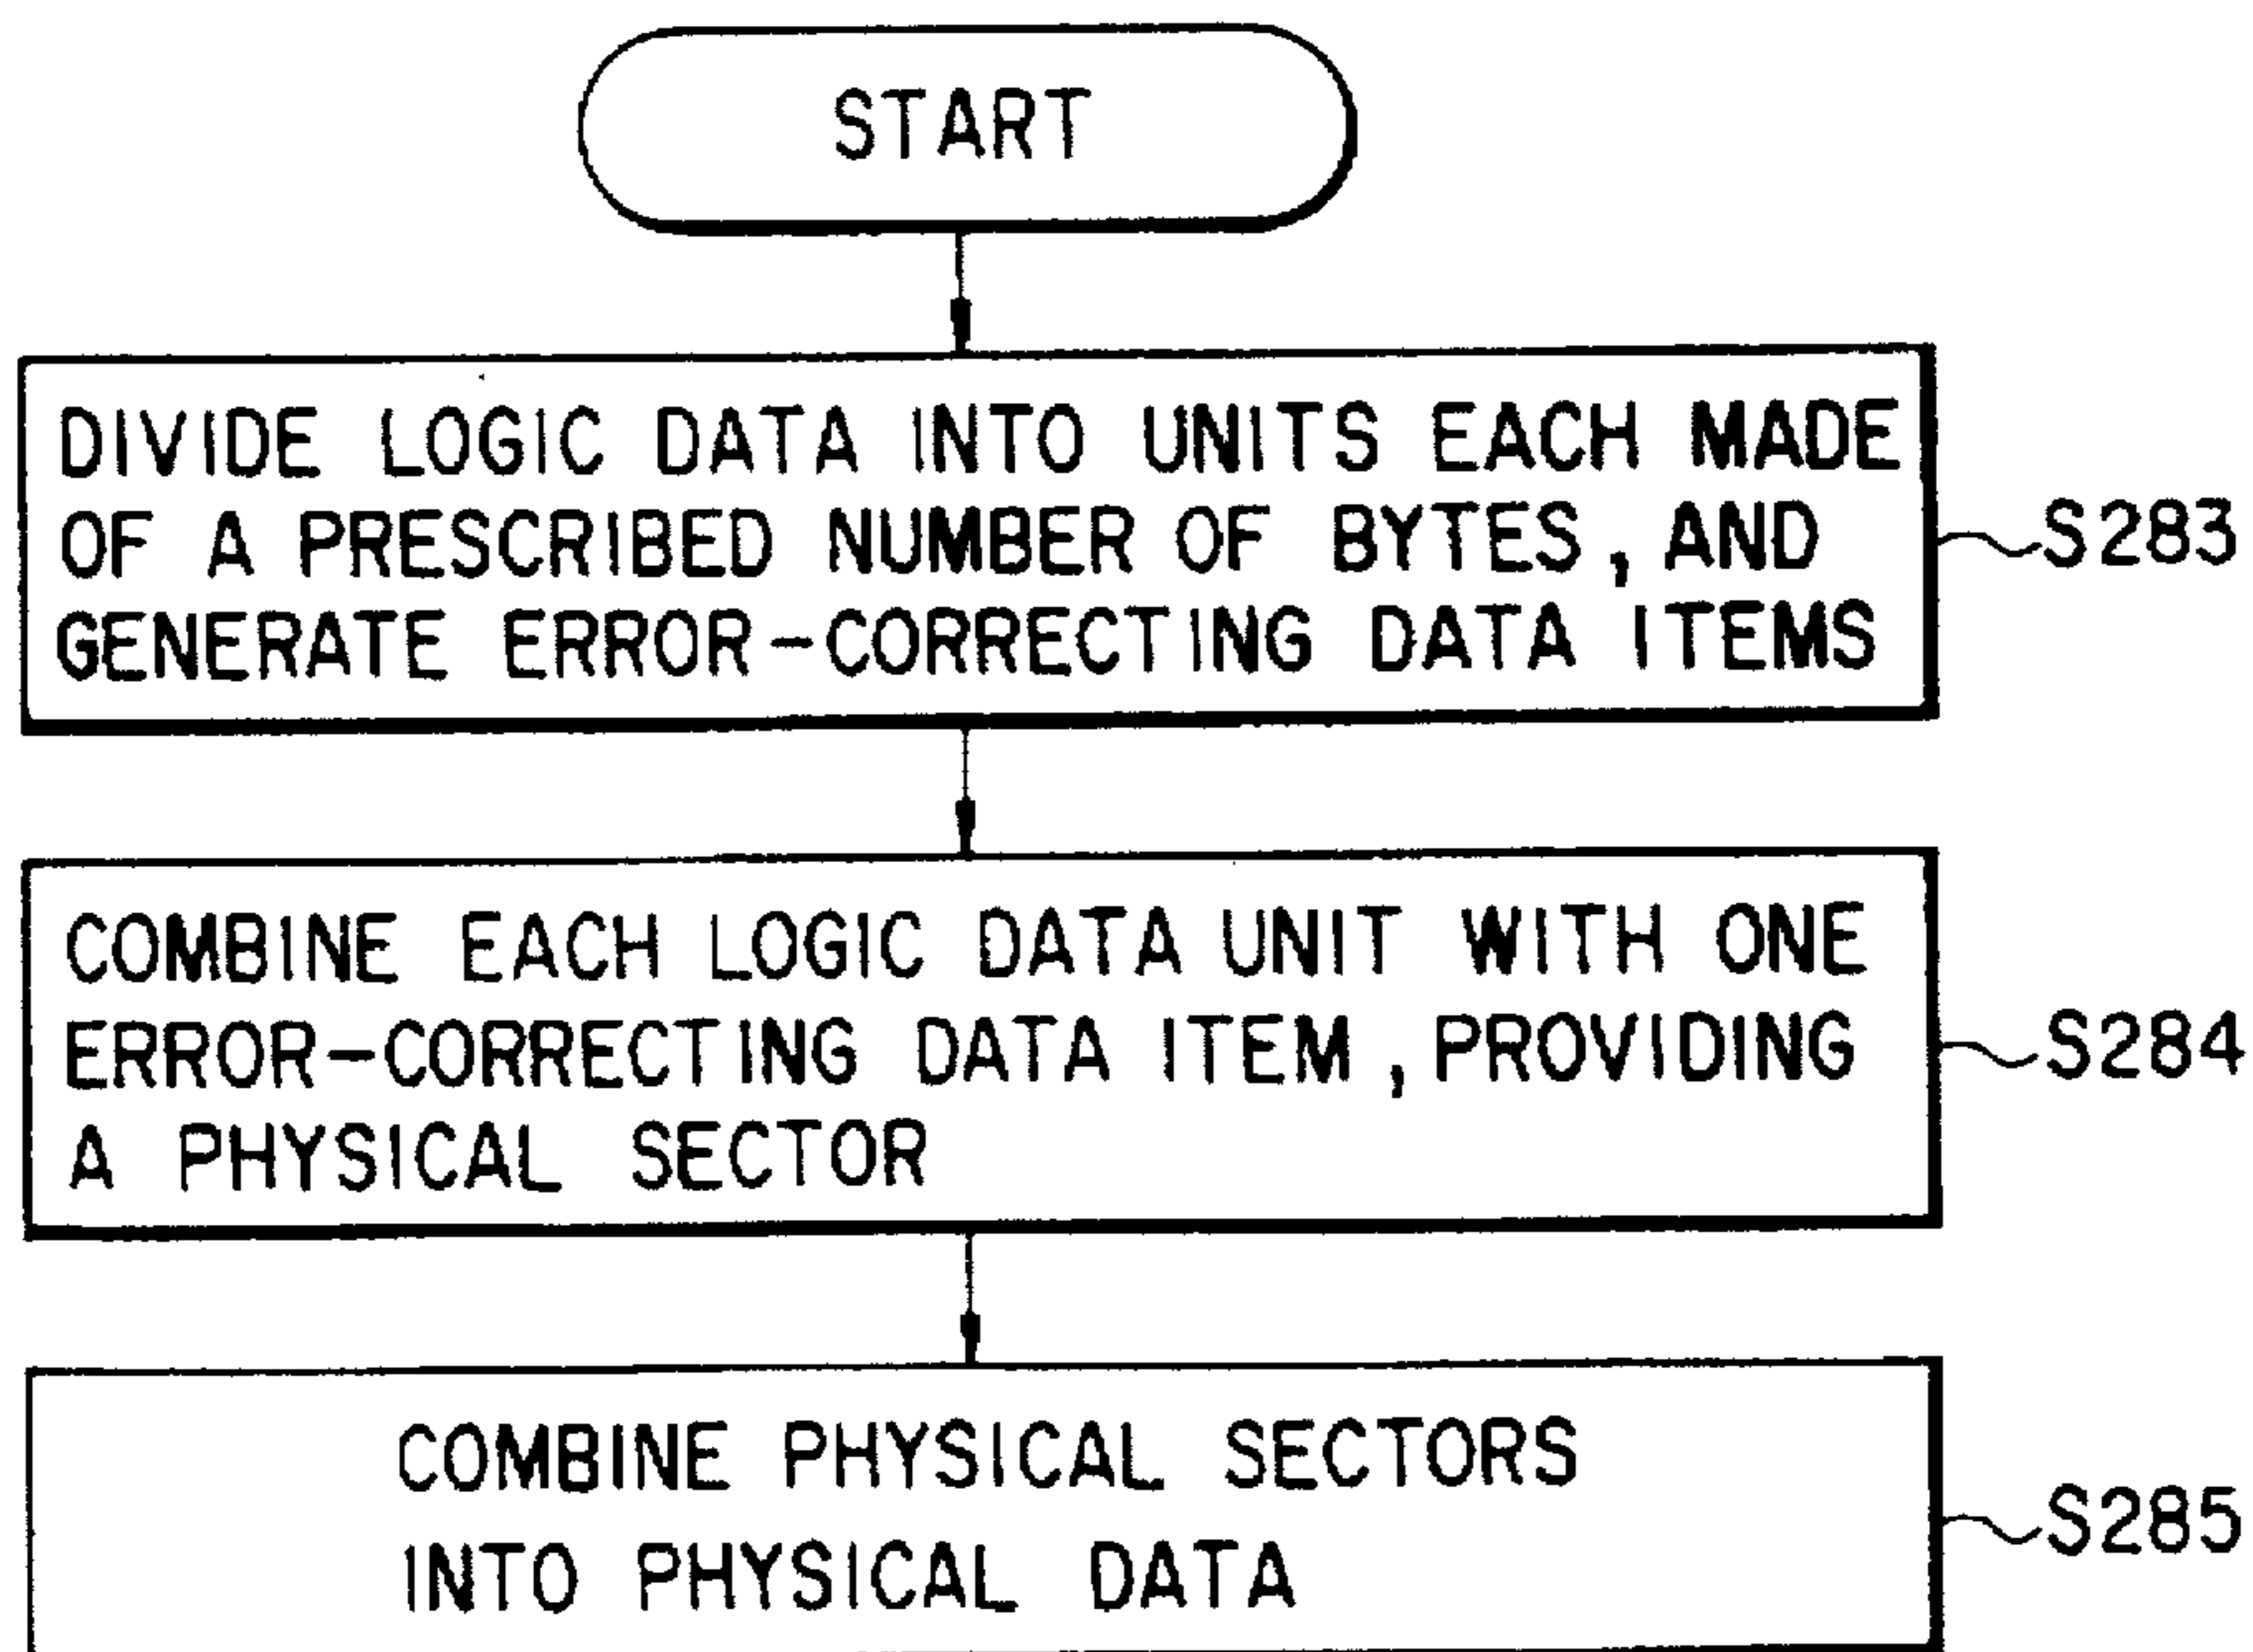 START
DIVIDE LOGIC DATA INTO UNITS EACH MADE
OF A PRESCRIBED NUMBER OF BYTES, AND
GENERATE ERROR-CORRECTING DATA ITEMS
S283
COMBINE EACH LOGIC DATA UNIT WITH ONE
ERROR-CORRECTING DATA ITEM, PROVIDING
A PHYSICAL SECTOR
S284
COMBINE PHYSICAL SECTORS
INTO PHYSICAL DATA
S285